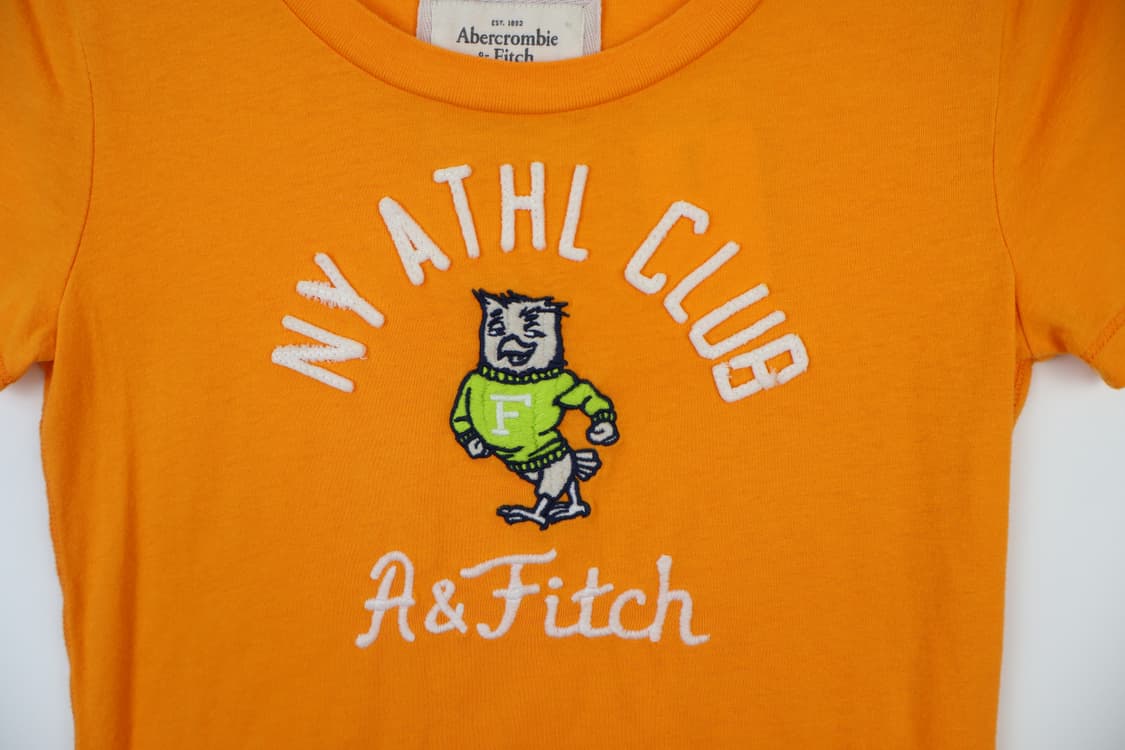 EST. 1892
Abercrombie
& Fitch
NY ATHL CLUB
F
A & Fitch